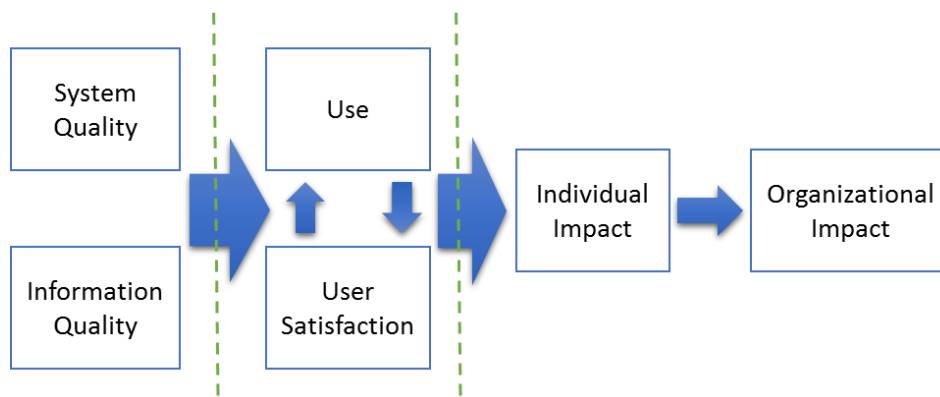 System
Quality
Information
Quality
Use
User
Satisfaction
Individual
Impact
Organizational
Impact